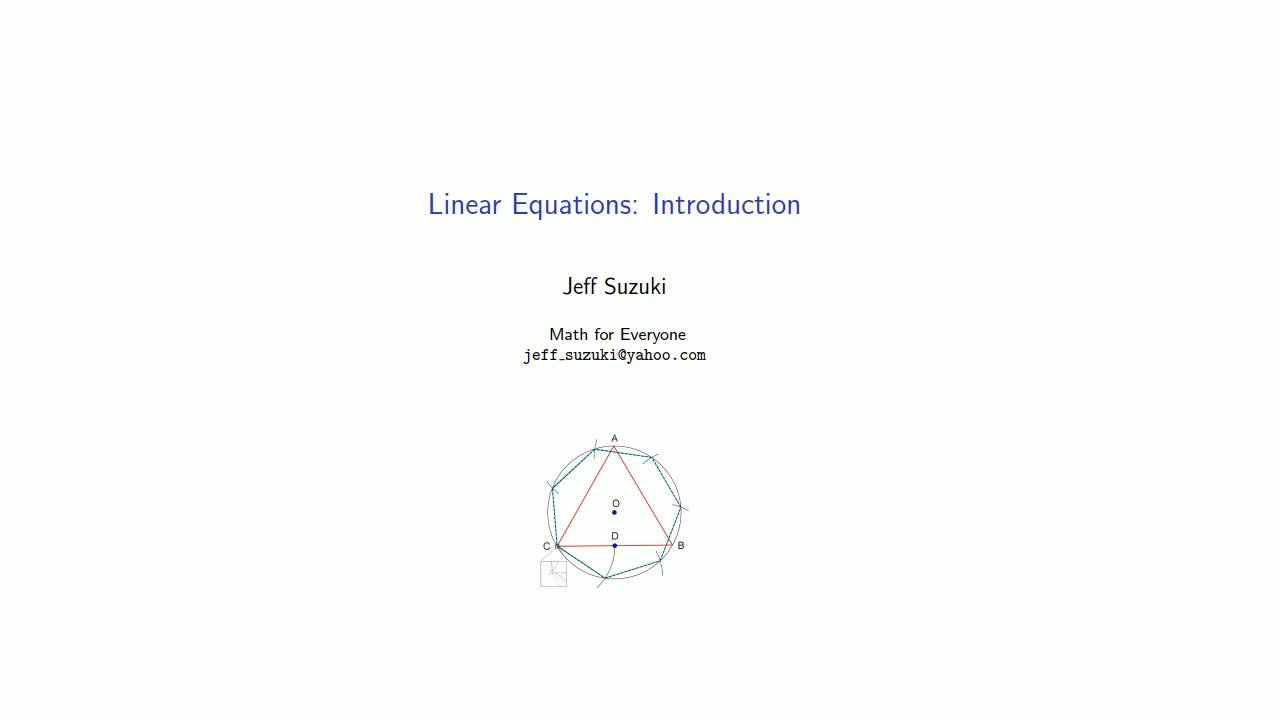 Linear Equations: Introduction
Jeff Suzuki
Math for Everyone
jeff_suzuki@yahoo.com
A
O
D
C
B